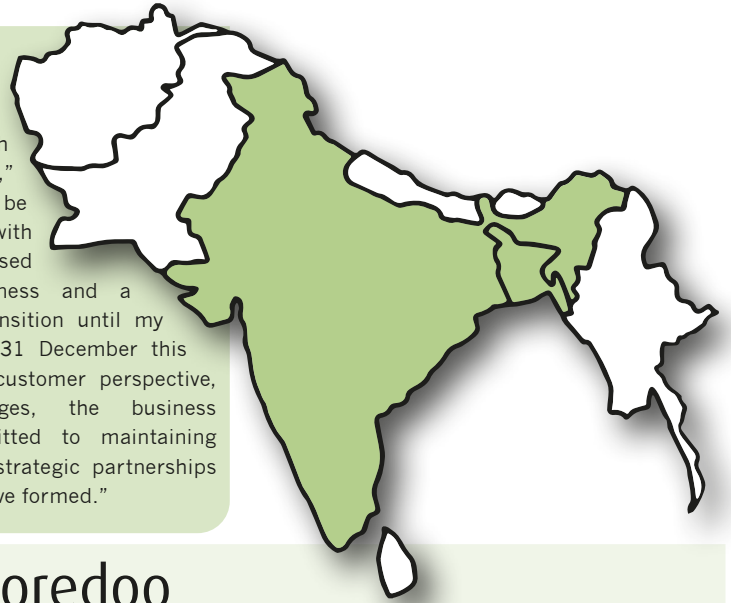 n
,”
be
with
sed
ness and a
nsition until my
31 December this
customer perspective,
ges, the business
itted to maintaining
strategic partnerships
ve formed.”
oredoo